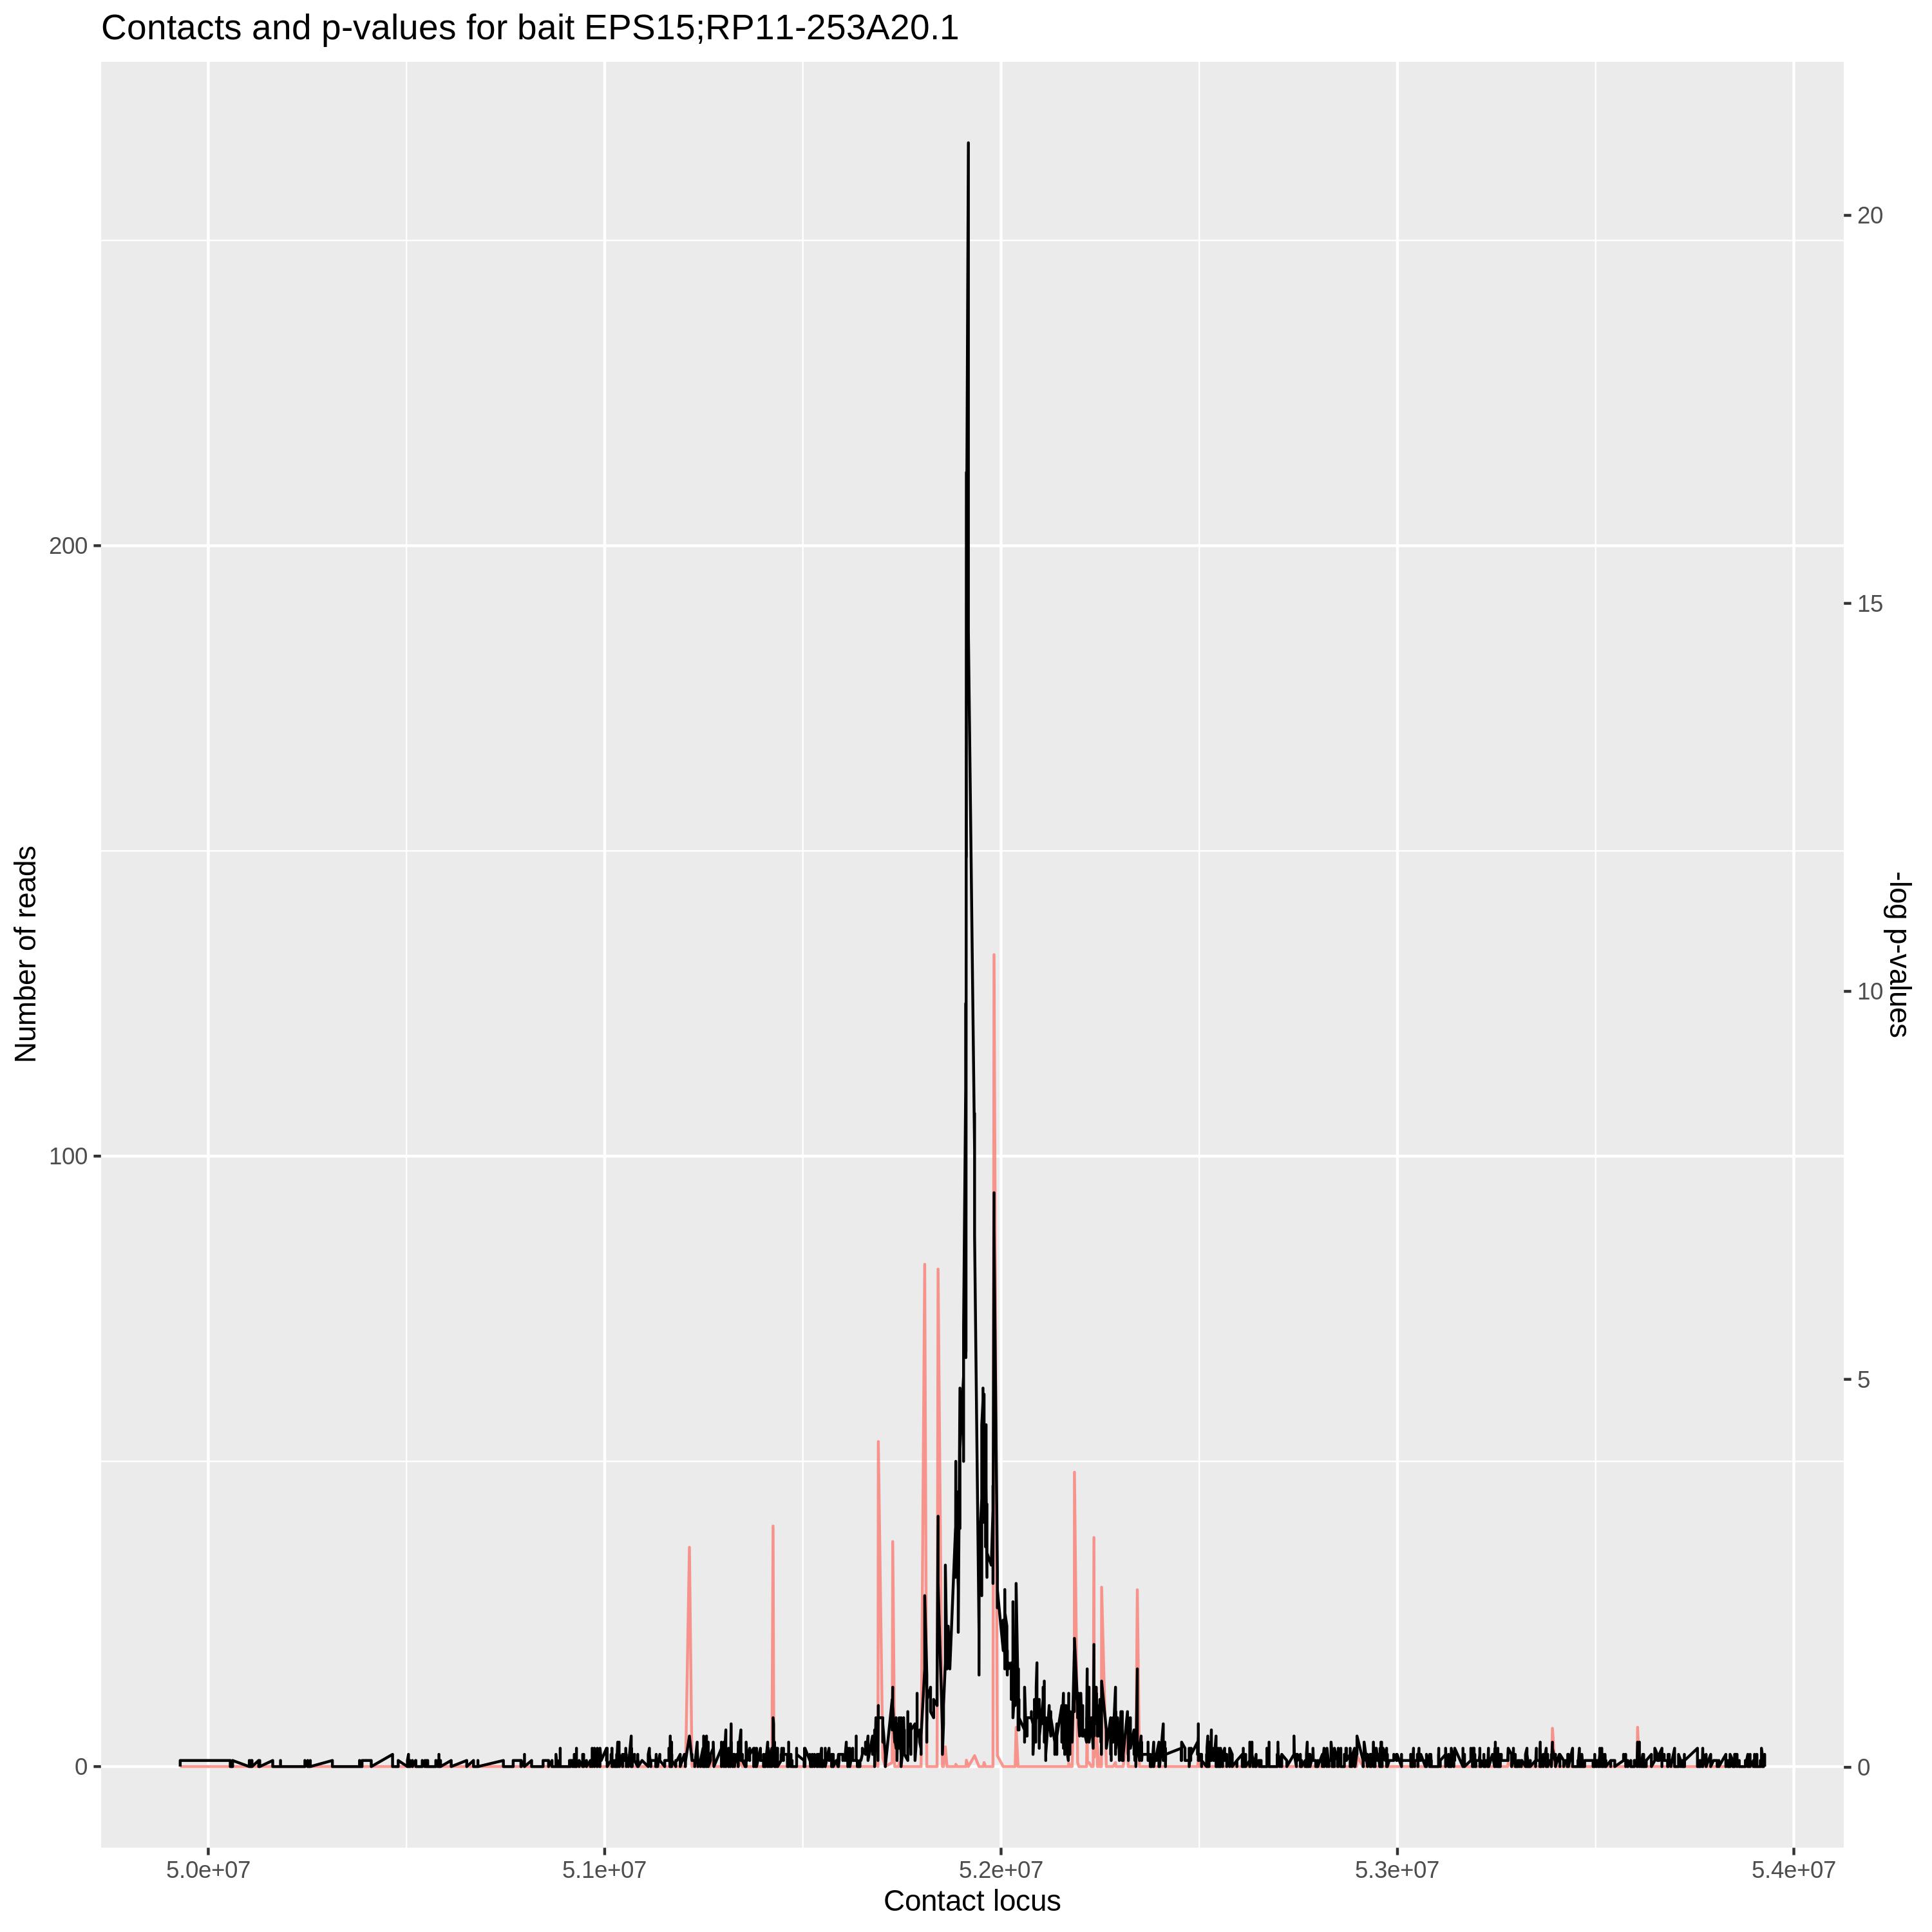 Contacts and p-values for bait EPS15;RP11-253A20.1
Number of reads
200
100
0
20
15
10
5
0
-log p-values
5.0e+07 5.1e+07 5.2e+07 5.3e+07 5.4e+07
Contact locus